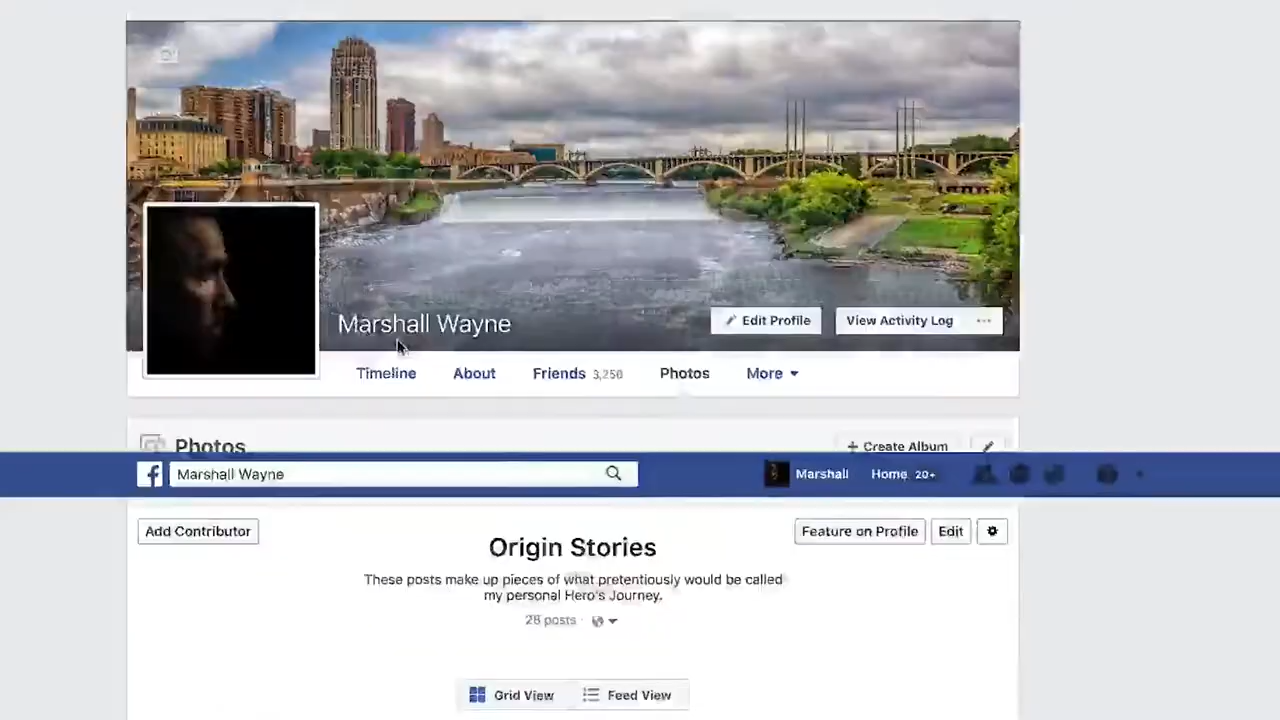 Marshall Wayne
Edit Profile
View Activity Log
Timeline
About
Friends 3,250
Photos
More
Photos
+ Create Album
f
Marshall Wayne
Marshall
Home 20+
Add Contributor
Feature on Profile
Edit
Origin Stories
These posts make up pieces of what pretentiously would be called
my personal Hero's Journey.
28 posts
Grid View
Feed View